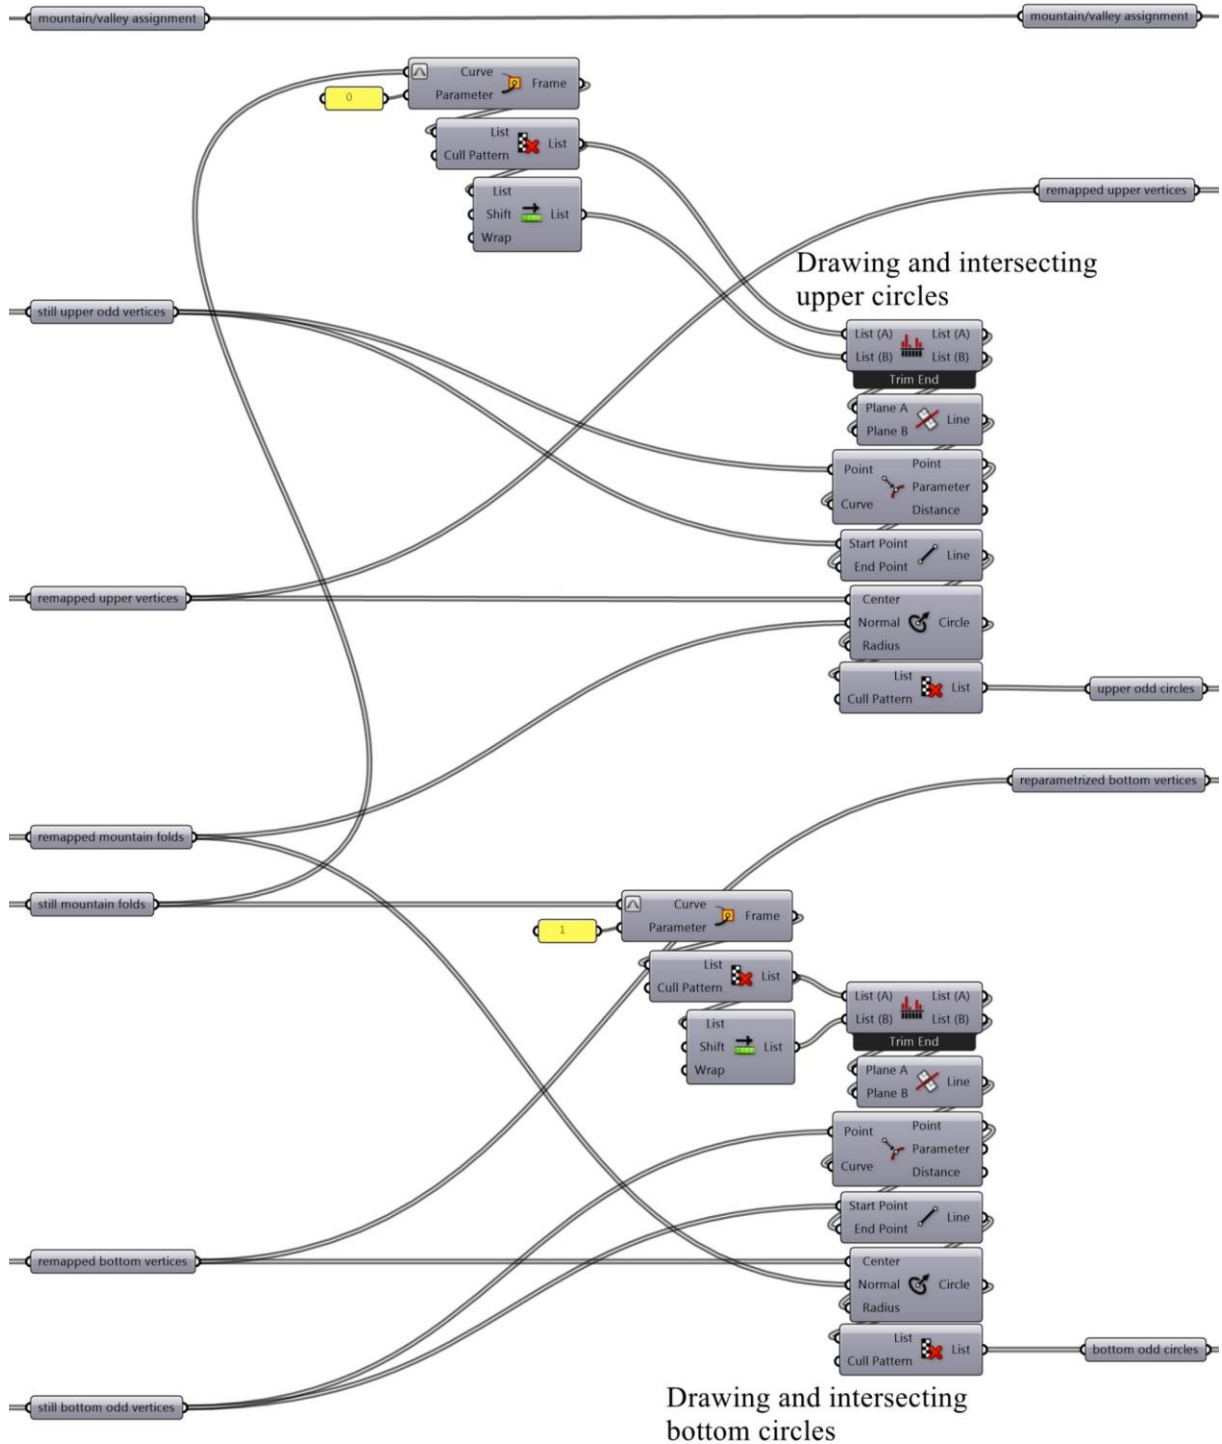 mountain/valley assignment
mountain/valley assignment
Curve
Parameter
Frame
0
List
Cull Pattern
List
List
Shift
Wrap
List
remapped upper vertices
Drawing and intersecting
upper circles
still upper odd vertices
List (A)
List (B)
List (A)
List (B)
Trim End
Plane A
Plane B
Line
Point
Curve
Point
Parameter
Distance
Start Point
End Point
Line
remapped upper vertices
Center
Normal
Radius
Circle
List
Cull Pattern
List
upper odd circles
reparametrized bottom vertices
remapped mountain folds
still mountain folds
Curve
Parameter
Frame
1
List
Cull Pattern
List
List
Shift
Wrap
List
List (A)
List (B)
List (A)
List (B)
Trim End
Plane A
Plane B
Line
Point
Curve
Point
Parameter
Distance
Start Point
End Point
Line
remapped bottom vertices
Center
Normal
Radius
Circle
List
Cull Pattern
List
bottom odd circles
still bottom odd vertices
Drawing and intersecting
bottom circles